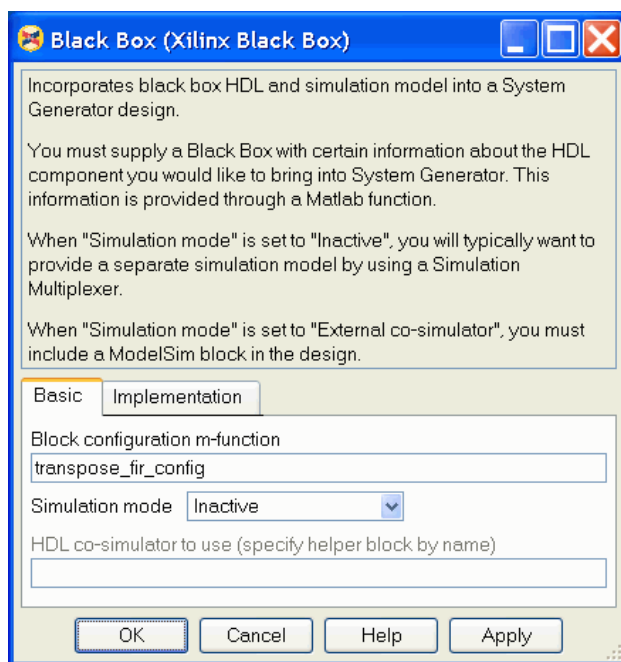 Black Box (Xilinx Black Box)
Incorporates black box HDL and simulation model into a System
Generator design.
You must supply a Black Box with certain information about the HDL
component you would like to bring into System Generator. This
information is provided through a Matlab function.
When "Simulation mode" is set to "Inactive", you will typically want to
provide a separate simulation model by using a Simulation
Multiplexer.
When "Simulation mode" is set to "External co-simulator", you must
include a ModelSim block in the design.
Basic Implementation
Block configuration m-function
transpose_fir_config
Simulation mode Inactive
HDL co-simulator to use (specify helper block by name)
OK Cancel Help Apply